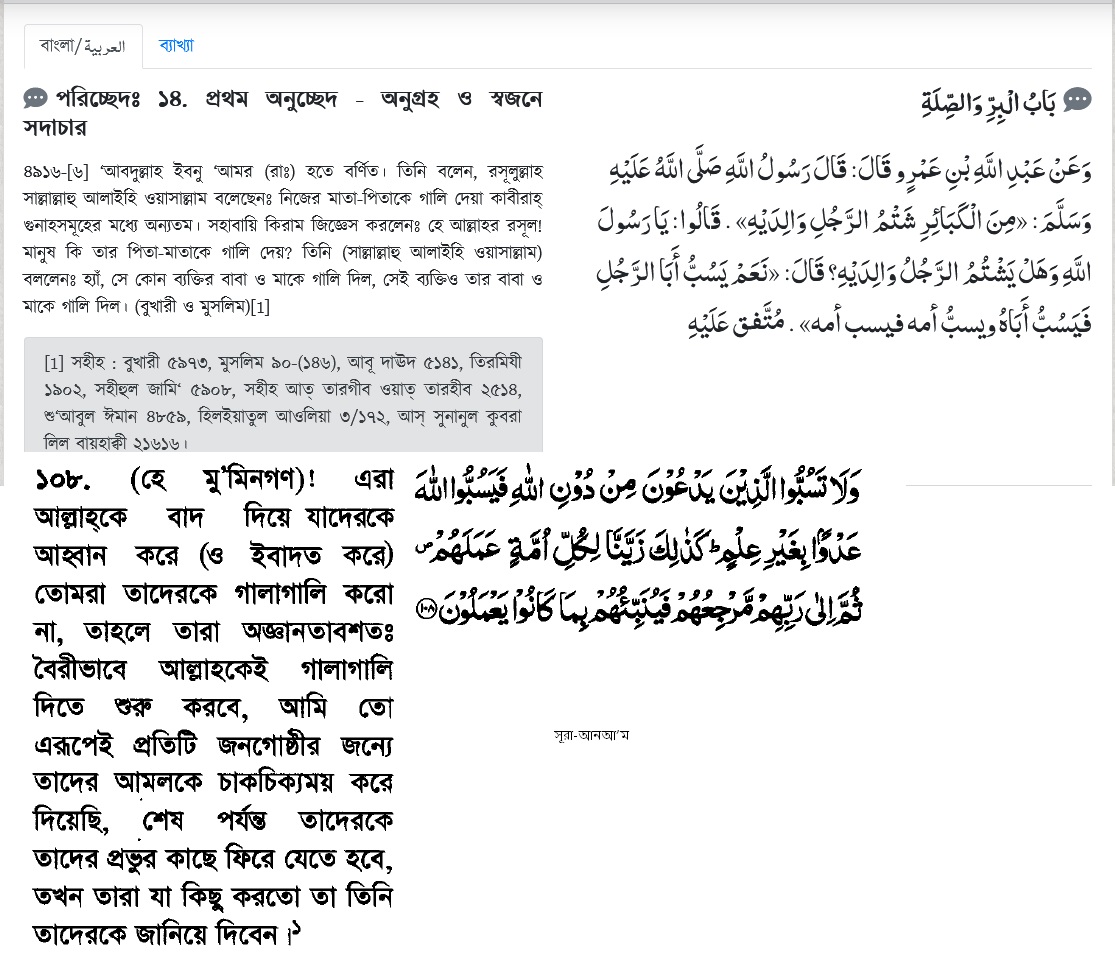 বাংলা/العربية
ব্যাখ্যা
পরিচ্ছেদঃ ১৪. প্রথম অনুচ্ছেদ - অনুগ্রহ ও স্বজনে
সদাচার
৪৯১৬-[৬] ‘আবদুল্লাহ ইবনু ‘আমর (রাঃ) হতে বর্ণিত। তিনি বলেন, রসূলুল্লাহ
সাল্লাল্লাহু আলাইহি ওয়াসাল্লাম বলেছেনঃ নিজের মাতা-পিতাকে গালি দেয়া কাবীরাহ্
গুনাহসমূহের মধ্যে অন্যতম। সহাবায়ি কিরাম জিজ্ঞেস করলেনঃ হে আল্লাহর রসূল!
মানুষ কি তার পিতা-মাতাকে গালি দেয়? তিনি (সাল্লাল্লাহু আলাইহি ওয়াসাল্লাম)
বললেনঃ হ্যাঁ, সে কোন ব্যক্তির বাবা ও মাকে গালি দিল, সেই ব্যক্তিও তার বাবা ও
মাকে গালি দিল। (বুখারী ও মুসলিম)[1]
[1] সহীহ : বুখারী ৫৯৭৩, মুসলিম ৯০-(১৪৬), আবূ দাঊদ ৫১৪১, তিরমিযী
১৯০২, সহীহুল জামি‘ ৫৯০৮, সহীহ আত্ তারগীব ওয়াত্ তারহীব ২৫১৪,
শু‘আবুল ঈমান ৪৮৫৯, হিলইয়াতুল আওলিয়া ৩/১৭২, আস্ সুনানুল কুবরা
লিল বায়হাক্বী ২১৬১৬।
بَابُ الْبِرِّ وَالصِّلَةِ
وَعَنْ عَبْدِ اللَّهِ بْنِ عَمْرٍو قَالَ: قَالَ رَسُولُ اللَّهِ صَلَّى اللَّهُ عَلَيْهِ
وَسَلَّمَ: «مِنَ الْكَبَائِرِ شَتْمُ الرَّجُلِ وَالِدَيْهِ» . قَالُوا: يَا رَسُولَ
اللَّهِ وَهَلْ يَشْتُمُ الرَّجُلُ وَالِدَيْهِ؟ قَالَ: «نَعَمْ يَسُبُّ أَبَا الرَّجُلِ
فَيَسُبُّ أَبَاهُ ويسبُّ أمه فيسب أمه» . مُتَّفق عَلَيْهِ
১০৮. (হে মু’মিনগণ)! এরা
আল্লাহ্‌কে বাদ দিয়ে যাদেরকে
আহ্বান করে (ও ইবাদত করে)
তোমরা তাদেরকে গালাগালি করো
না, তাহলে তারা অজ্ঞানতাবশতঃ
বৈরীভাবে আল্লাহকেই গালাগালি
দিতে শুরু করবে, আমি তো
এরূপেই প্রতিটি জনগোষ্ঠীর জন্যে
তাদের আমলকে চাকচিক্যময় করে
দিয়েছি, শেষ পর্যন্ত তাদেরকে
তাদের প্রভুর কাছে ফিরে যেতে হবে,
তখন তারা যা কিছু করতো তা তিনি
তাদেরকে জানিয়ে দিবেন।১
وَلَا تَسُبُّوا الَّذِيْنَ يَدْعُوْنَ مِنْ دُوْنِ اللّٰهِ فَيَسُبُّوا اللّٰهَ
عَدْوًۢا بِغَيْرِ عِلْمٍ ؕ كَذٰلِكَ زَيَّنَّا لِكُلِّ اُمَّةٍ عَمَلَهُمْ ۪
ثُمَّ اِلٰى رَبِّهِمْ مَّرْجِعُهُمْ فَيُنَبِّئُهُمْ بِمَا كَانُوْا يَعْمَلُوْنَ ﴿۱۰۸﴾
সূরা-আনআ’ম